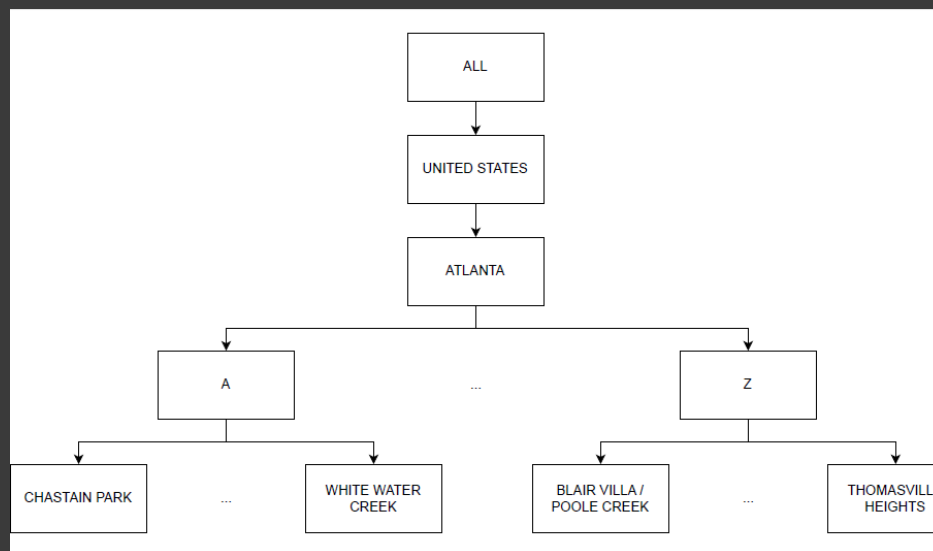 ALL
UNITED STATES
ATLANTA
A
...
Z
CHASTAIN PARK
...
WHITE WATER
CREEK
BLAIR VILLA /
POOLE CREEK
...
THOMASVILL
HEIGHTS